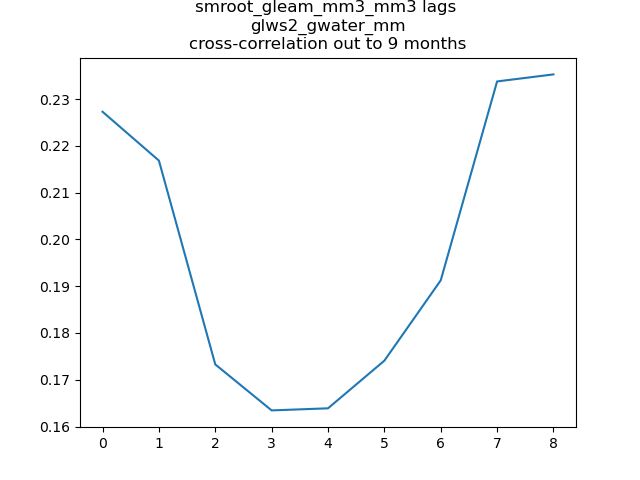 smroot_gleam_mm3_mm3 lags
glws2_gwater_mm
cross-correlation out to 9 months
0.23
0.22
0.21
0.20
0.19
0.18
0.17
0.16
0 1 2 3 4 5 6 7 8